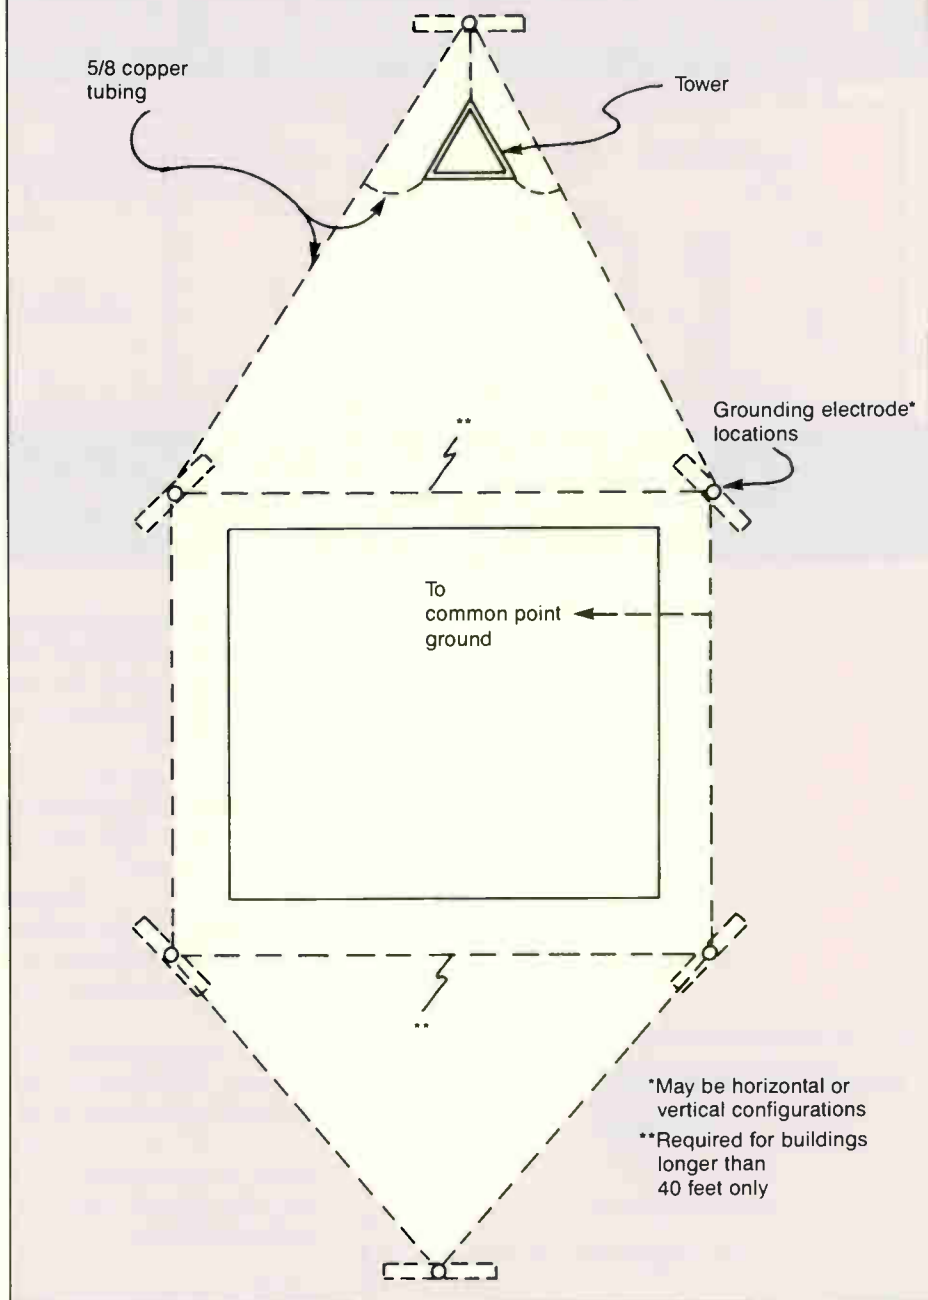 5/8 copper
tubing
Tower
**
Grounding electrode*
locations
To
common point
ground
**
*May be horizontal or
vertical configurations
**Required for buildings
longer than
40 feet only